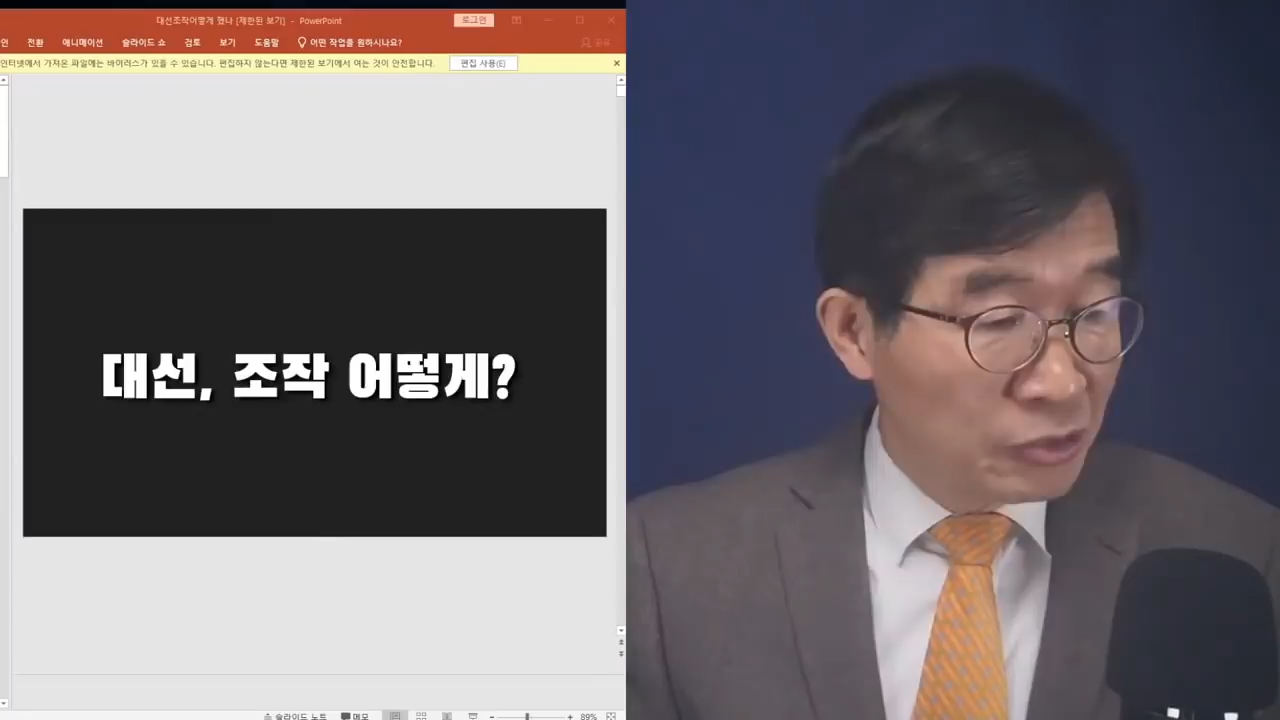 대선조작어떻게 했나 [제한된 보기] - PowerPoint
로그인
인 전환 애니메이션 슬라이드 쇼 검토 보기 도움말 어떤 작업을 원하시나요? 공유
인터넷에서 가져온 파일에는 바이러스가 있을 수 있습니다. 편집하지 않는다면 제한된 보기에서 여는 것이 안전합니다. 편집 사용(E)
대선, 조작 어떻게?
슬라이드 노트 메모 89%